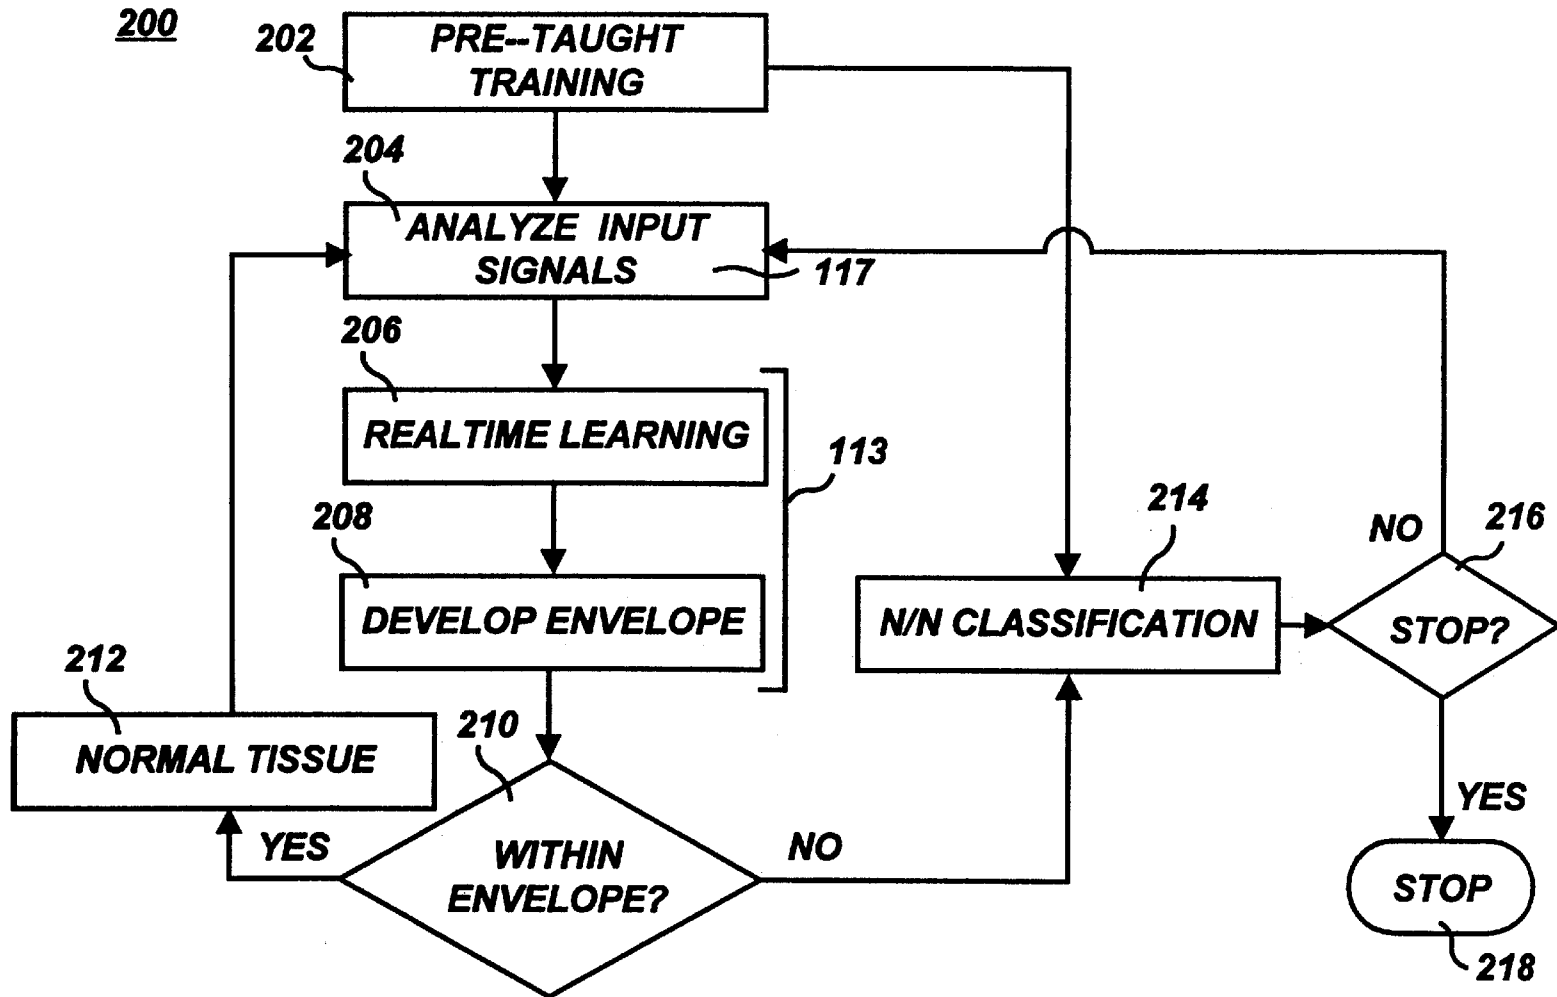 200
202
PRE--TAUGHT
TRAINING
204
ANALYZE INPUT
SIGNALS
117
206
REALTIME LEARNING
113
208
DEVELOP ENVELOPE
214
N/N CLASSIFICATION
NO
216
STOP?
212
NORMAL TISSUE
210
YES
WITHIN
ENVELOPE?
NO
YES
STOP
218